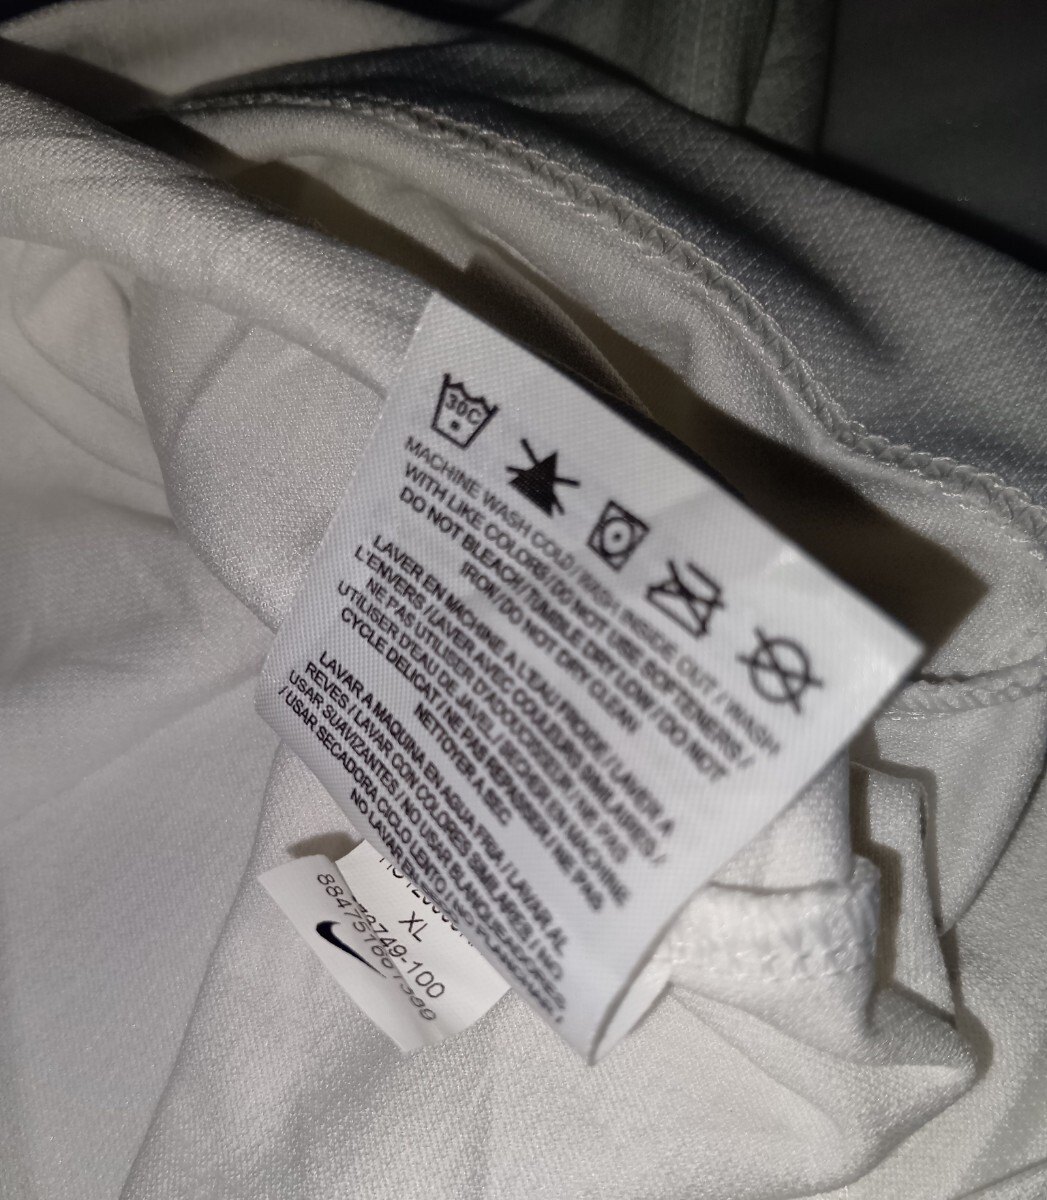 30C
MACHINE WASH COLD / WASH INSIDE OUT / WASH
WITH LIKE COLORS / DO NOT USE SOFTENERS /
DO NOT BLEACH / TUMBLE DRY LOW / DO NOT
IRON / DO NOT DRY CLEAN
LAVER EN MACHINE A L'EAU FROIDE / LAVER A
L'ENVERS / LAVER AVEC COULEURS SIMILAIRES /
NE PAS UTILISER D'ADOUCISSEUR / NE PAS
UTILISER D'EAU DE JAVEL / SECHER EN MACHINE
CYCLE DELICAT / NE PAS REPASSER / NE PAS
NETTOYER A SEC
LAVAR A MAQUINA EN AGUA FRIA / LAVAR AL
REVES / LAVAR CON COLORES SIMILARES / NO
USAR SUAVIZANTES / NO USAR BLANQUEADORES
/ USAR SECADORA CICLO LENTO / NO
NO LAVAR EN
XL